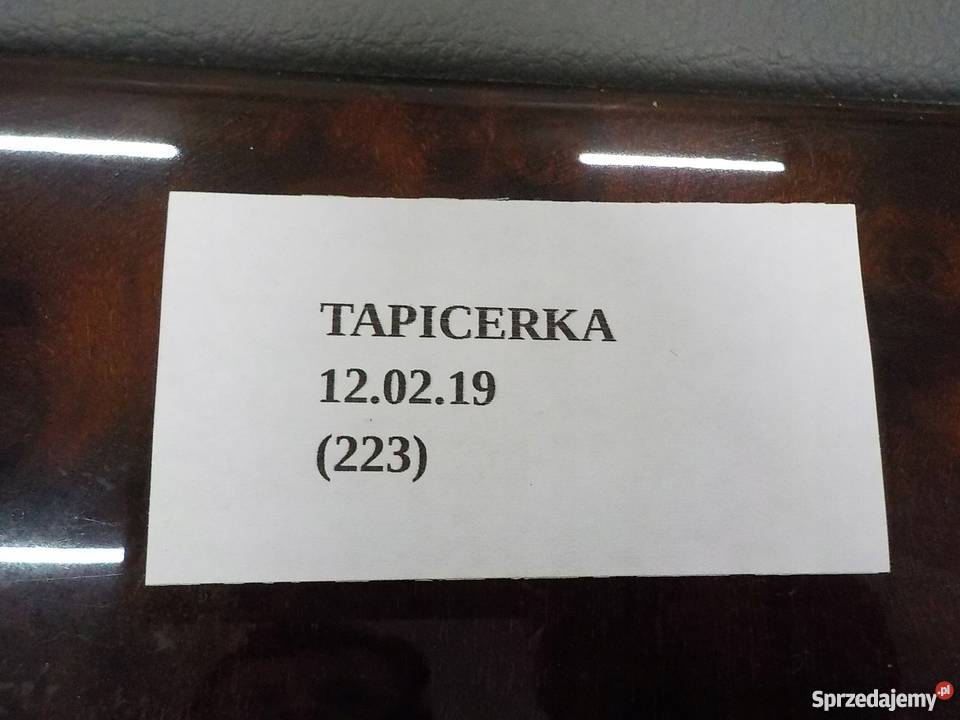 TAPICERKA
12.02.19
(223)
Sprzedajemy.pl